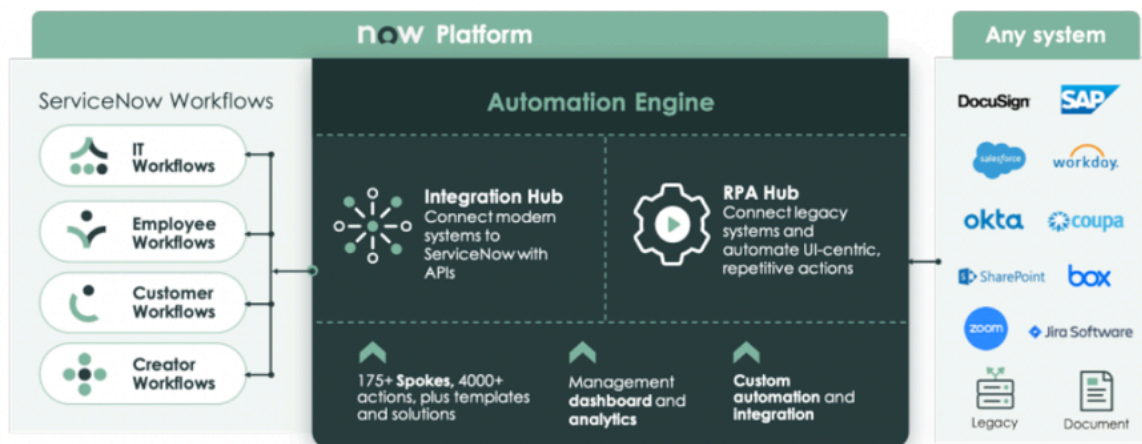 now Platform
Any system
ServiceNow Workflows
IT
Workflows
Employee
Workflows
Customer
Workflows
Creator
Workflows
Automation Engine
Integration Hub
Connect modern
systems to
ServiceNow with
APIs
RPA Hub
Connect legacy
systems and
automate UI-centric,
repetitive actions
175+ Spokes, 4000+
actions, plus templates
and solutions
Management
dashboard and
analytics
Custom
automation and
integration
DocuSign
SAP
salesforce
workday.
okta
coupa
S SharePoint
box
zoom
Jira Software
Legacy
Document